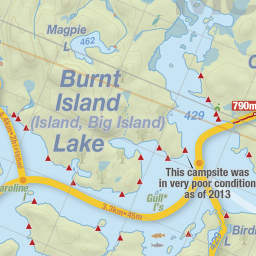 Magpie
L
462
790m
Burnt
Island
(Island, Big Island)
Lake
429
This campsite was
in very poor condition
as of 2013
aroline
I's
Gull
I's
3.3km•45m
Birdi
L